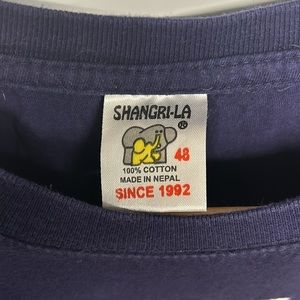 SHANGRI-LA
®
48
100% COTTON
MADE IN NEPAL
SINCE 1992